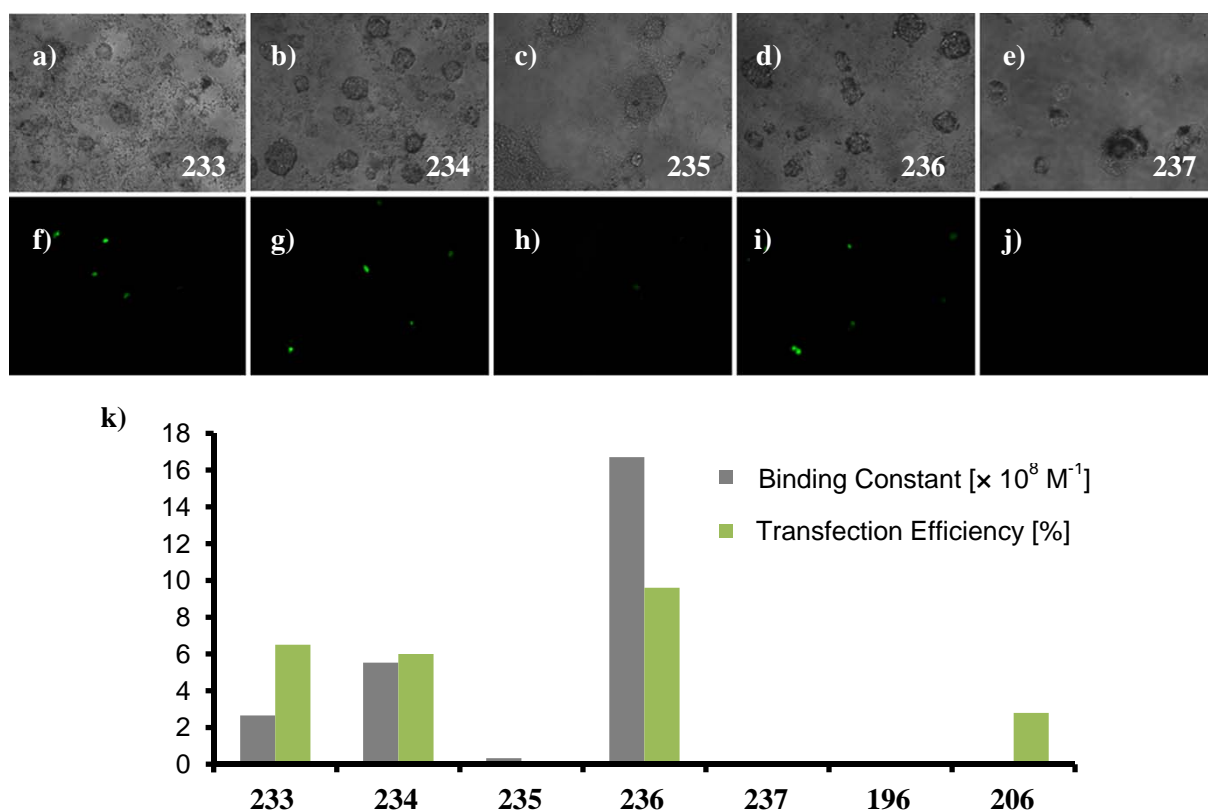 a) b) c) d) e)
233 234 235 236 237
f) g) h) i) j)
k)
18
16
14
12
10
8
6
4
2
0
Binding Constant [× 10⁸ M⁻¹]
Transfection Efficiency [%]
233 234 235 236 237 196 206